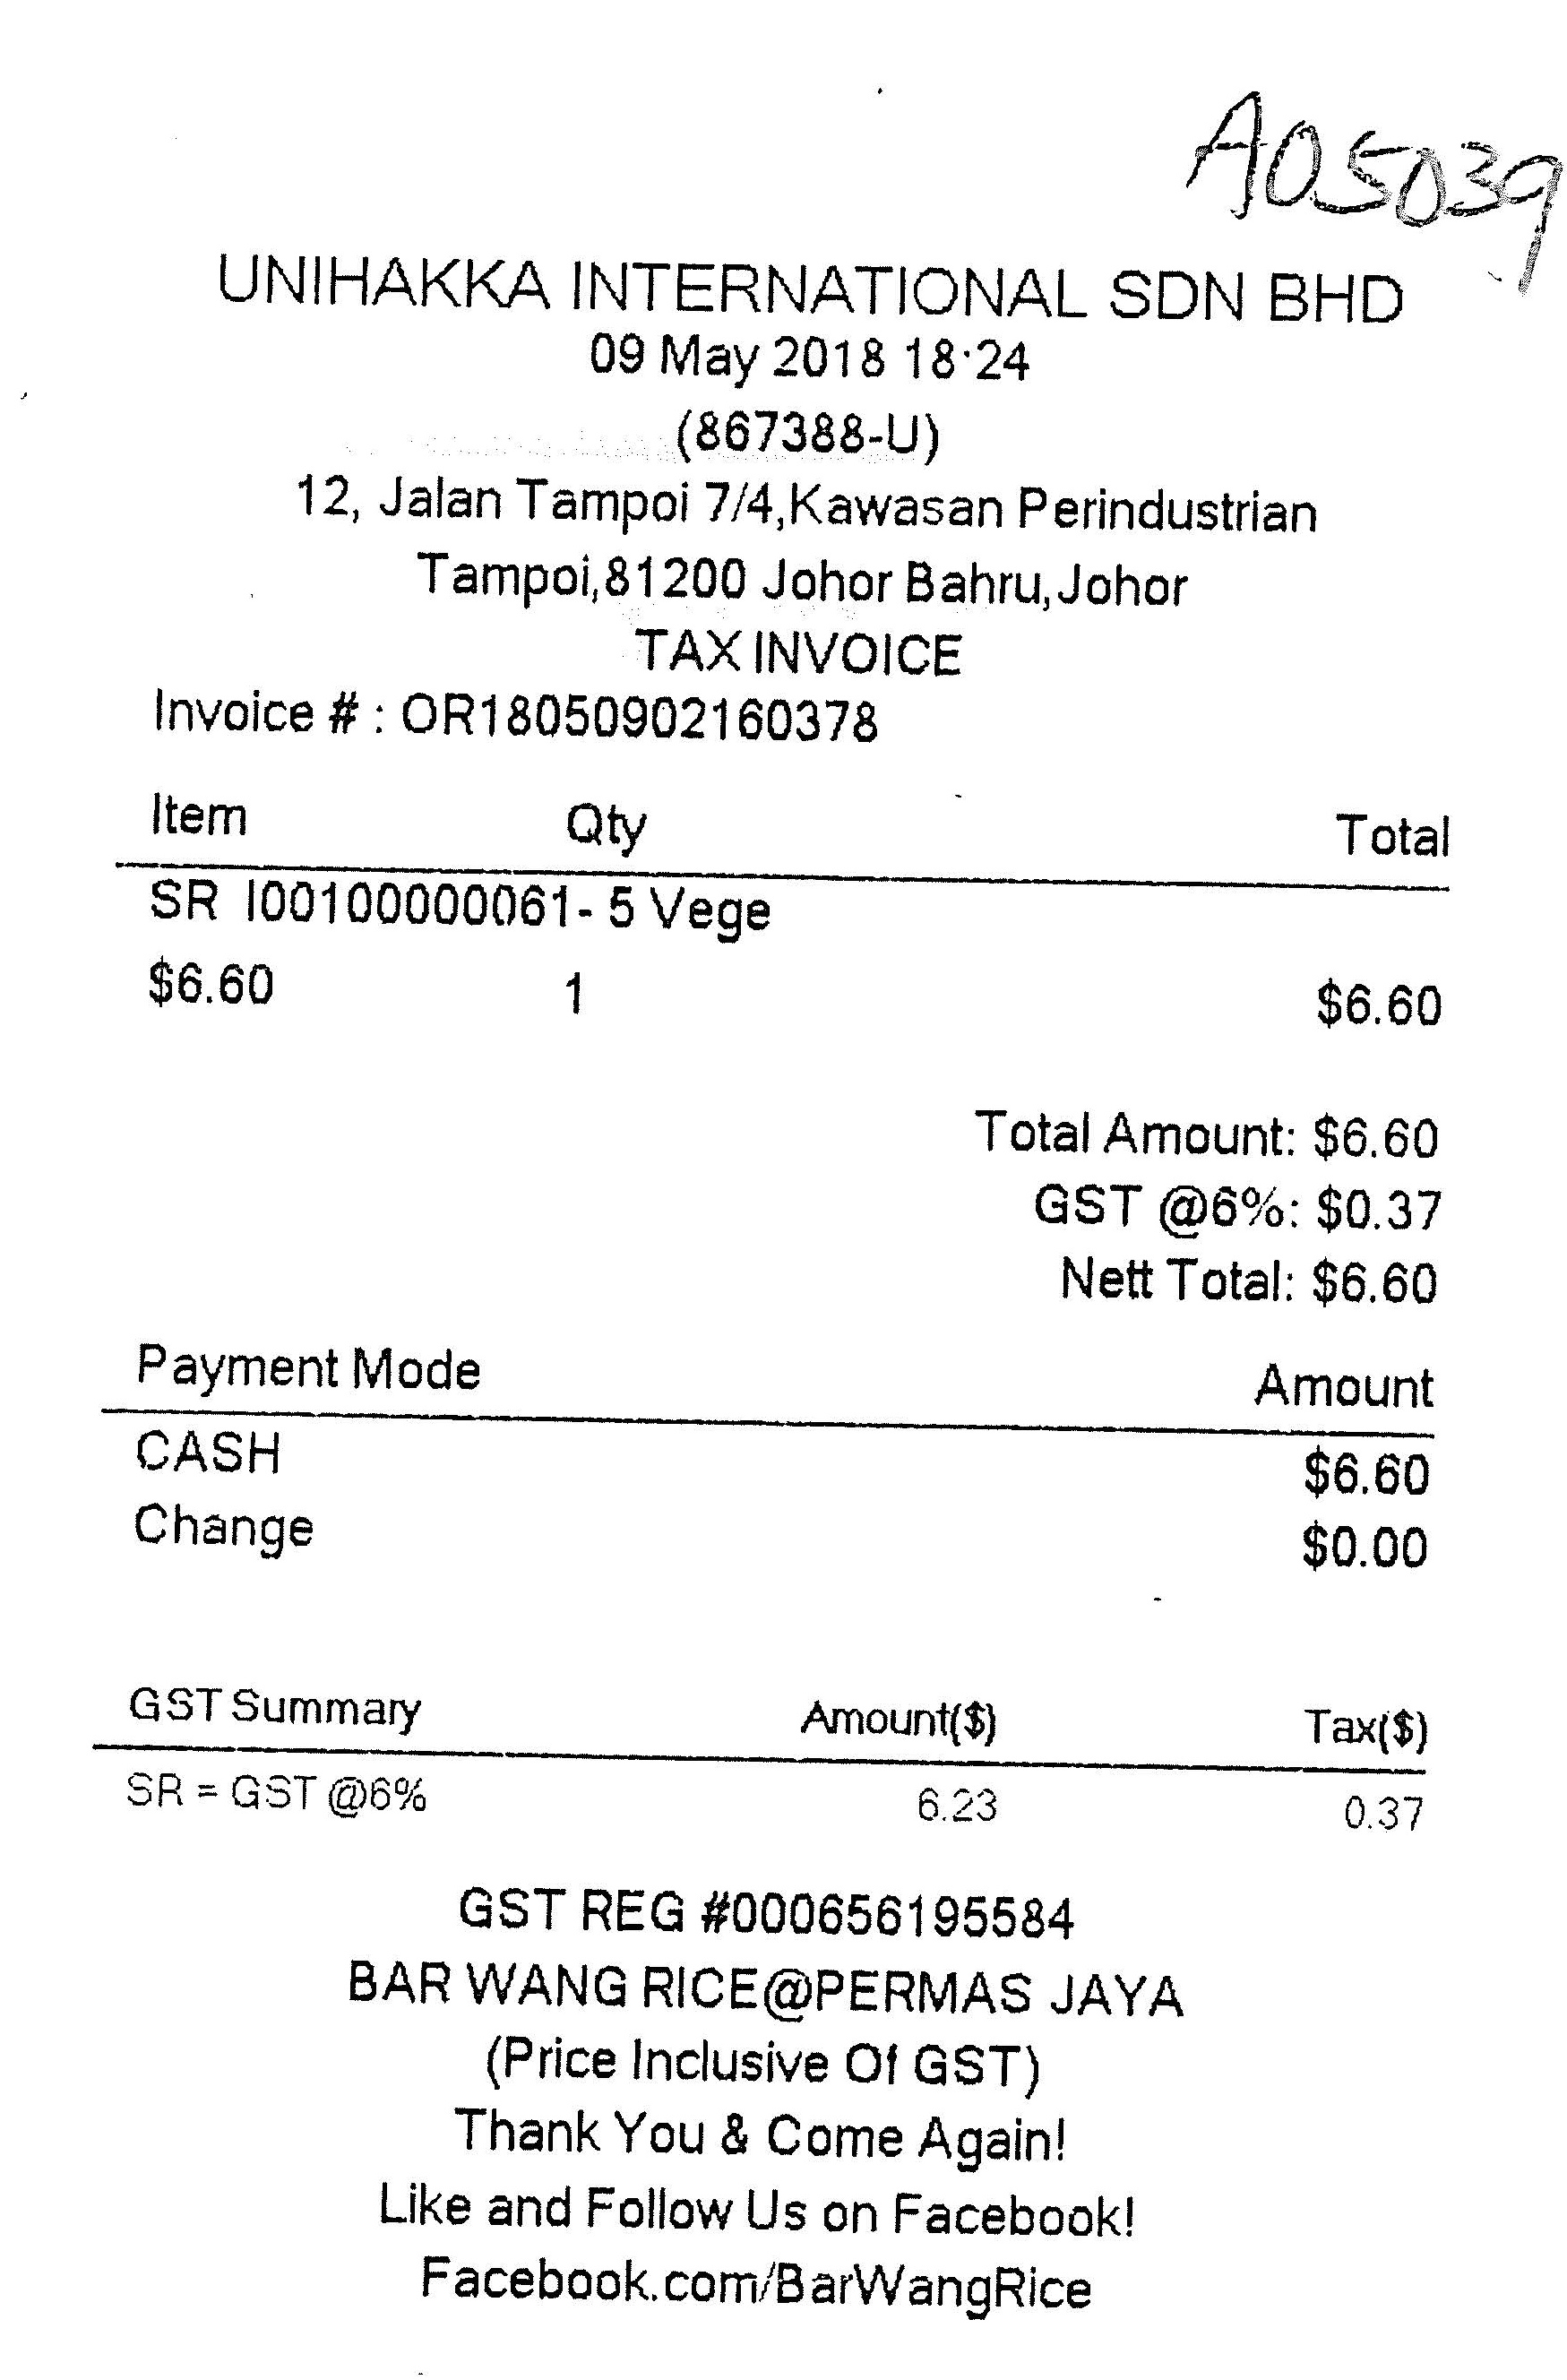 A05039
UNIHAKKA INTERNATIONAL SDN BHD
09 May 2018 18:24
(867388-U)
12, Jalan Tampoi 7/4,Kawasan Perindustrian
Tampoi,81200 Johor Bahru,Johor
TAX INVOICE
Invoice # : OR18050902160378
Item Qty Total
SR I00100000061- 5 Vege
$6.60 1 $6.60
Total Amount: $6.60
GST @6%: $0.37
Nett Total: $6.60
Payment Mode Amount
CASH $6.60
Change $0.00
GST Summary Amount($) Tax($)
SR = GST @6% 6.23 0.37
GST REG #000656195584
BAR WANG RICE@PERMAS JAYA
(Price Inclusive Of GST)
Thank You & Come Again!
Like and Follow Us on Facebook!
Facebook.com/BarWangRice